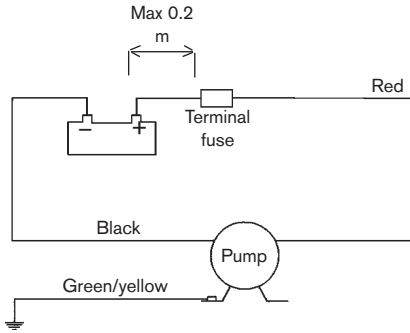 Max 0.2
m
Red
− +
Terminal
fuse
Black
Pump
Green/yellow